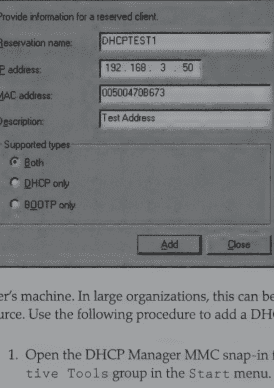 Provide information for a reserved client.
Reservation name: DHCPTEST1
IP address: 192 . 168 . 3 . 50
MAC address: 00500470B673
Description: Test Address
Supported types
Both
DHCP only
BOOTP only
Add Close
er's machine. In large organizations, this can be
urce. Use the following procedure to add a DH
1. Open the DHCP Manager MMC snap-in f
tive Tools group in the Start menu.